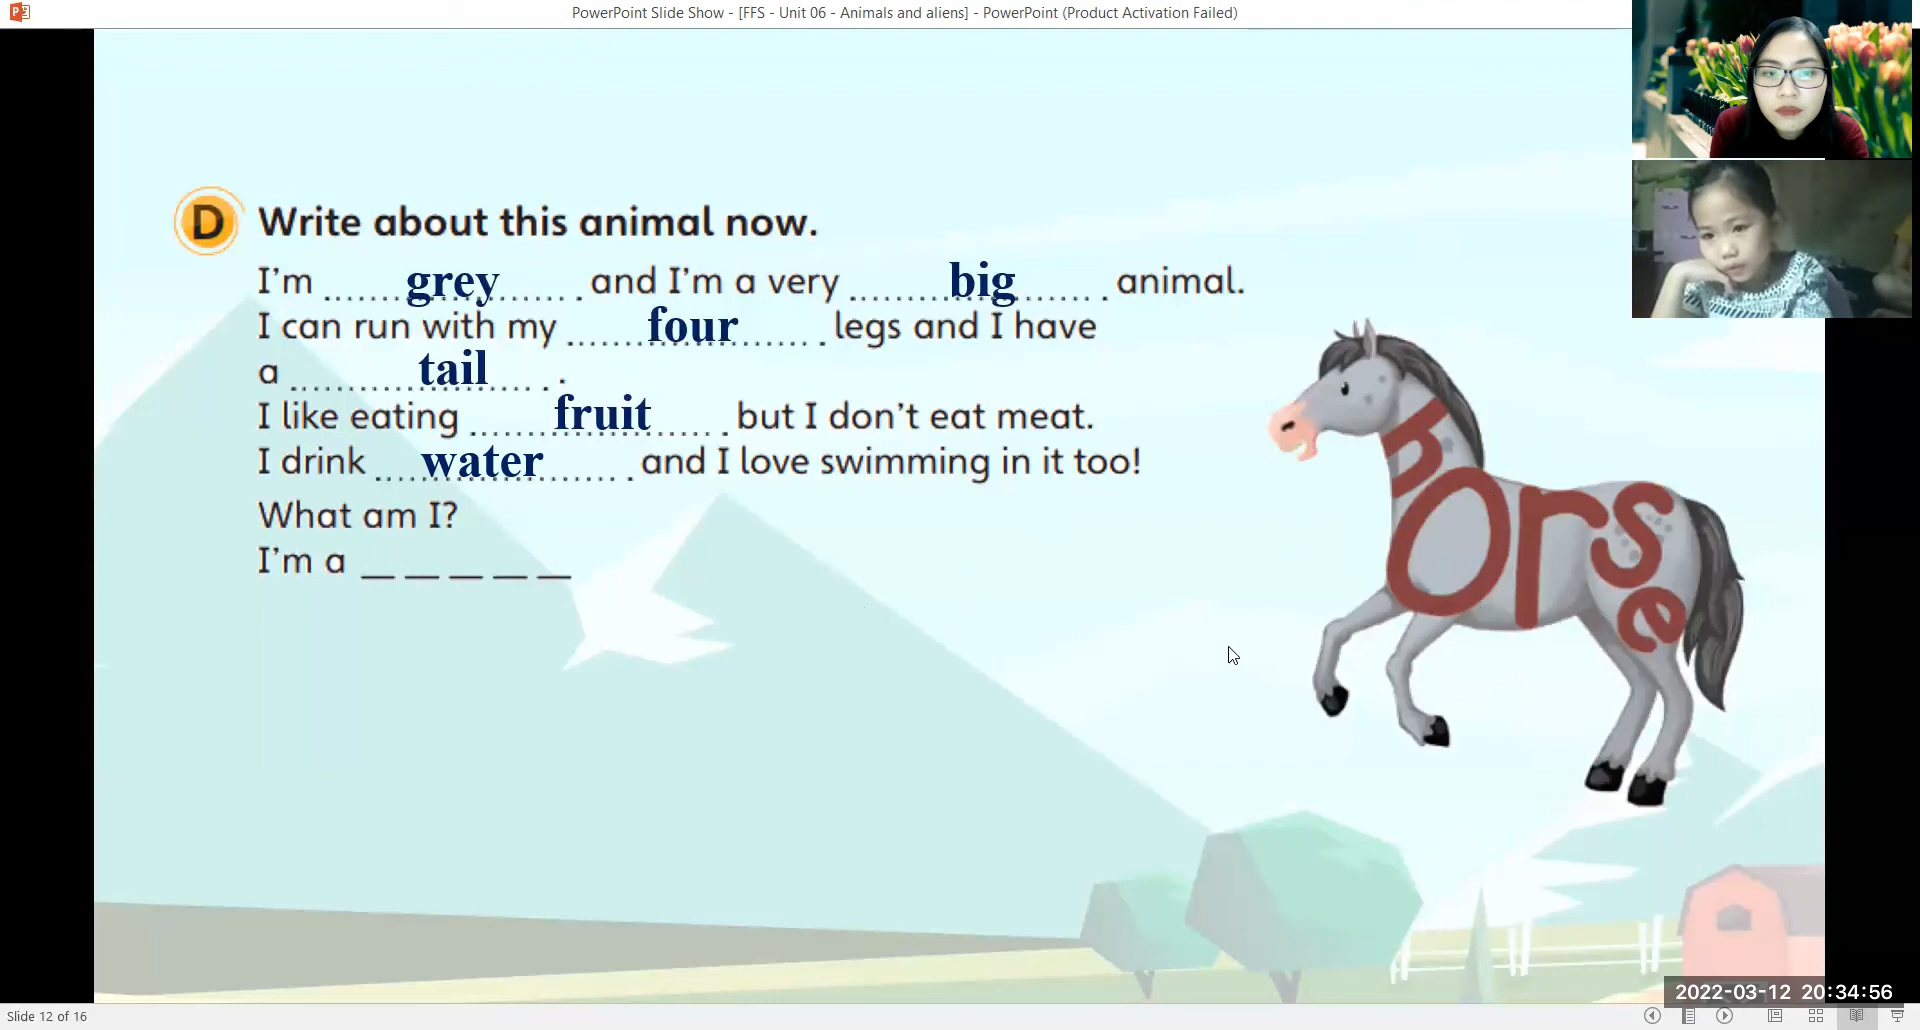 PowerPoint Slide Show - [FFS - Unit 06 - Animals and aliens] - PowerPoint (Product Activation Failed)
D Write about this animal now.
I'm ........ grey ........ and I'm a very ........ big ........ animal.
I can run with my ........ four ........ legs and I have
a ........ tail ........ .
I like eating ........ fruit ........ but I don't eat meat.
I drink ........ water ........ and I love swimming in it too!
What am I?
I'm a _ _ _ _ _
horse
2022-03-12 20:34:56
Slide 12 of 16